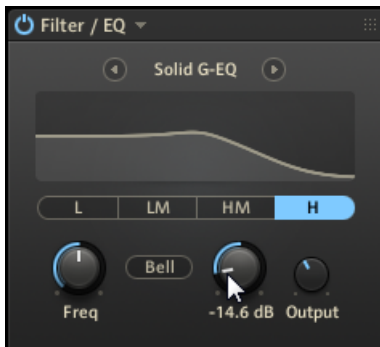 Filter / EQ
Solid G-EQ
L LM HM H
Bell
Freq -14.6 dB Output